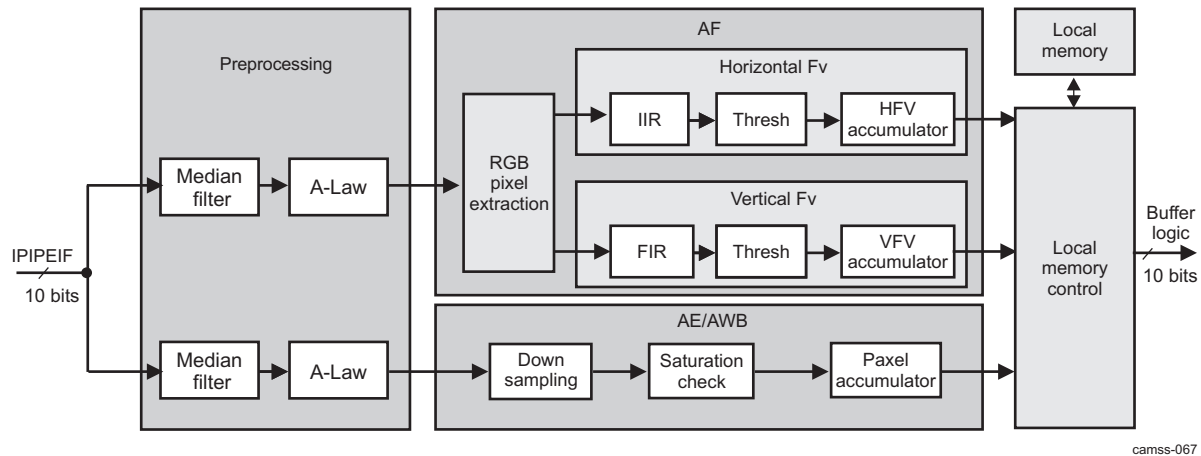 Preprocessing
AF
Local
memory
Horizontal Fv
IIR
Thresh
HFV
accumulator
Median
filter
A-Law
RGB
pixel
extraction
Vertical Fv
FIR
Thresh
VFV
accumulator
Local
memory
control
Buffer
logic
10 bits
IPIPEIF
10 bits
AE/AWB
Median
filter
A-Law
Down
sampling
Saturation
check
Paxel
accumulator
camss-067